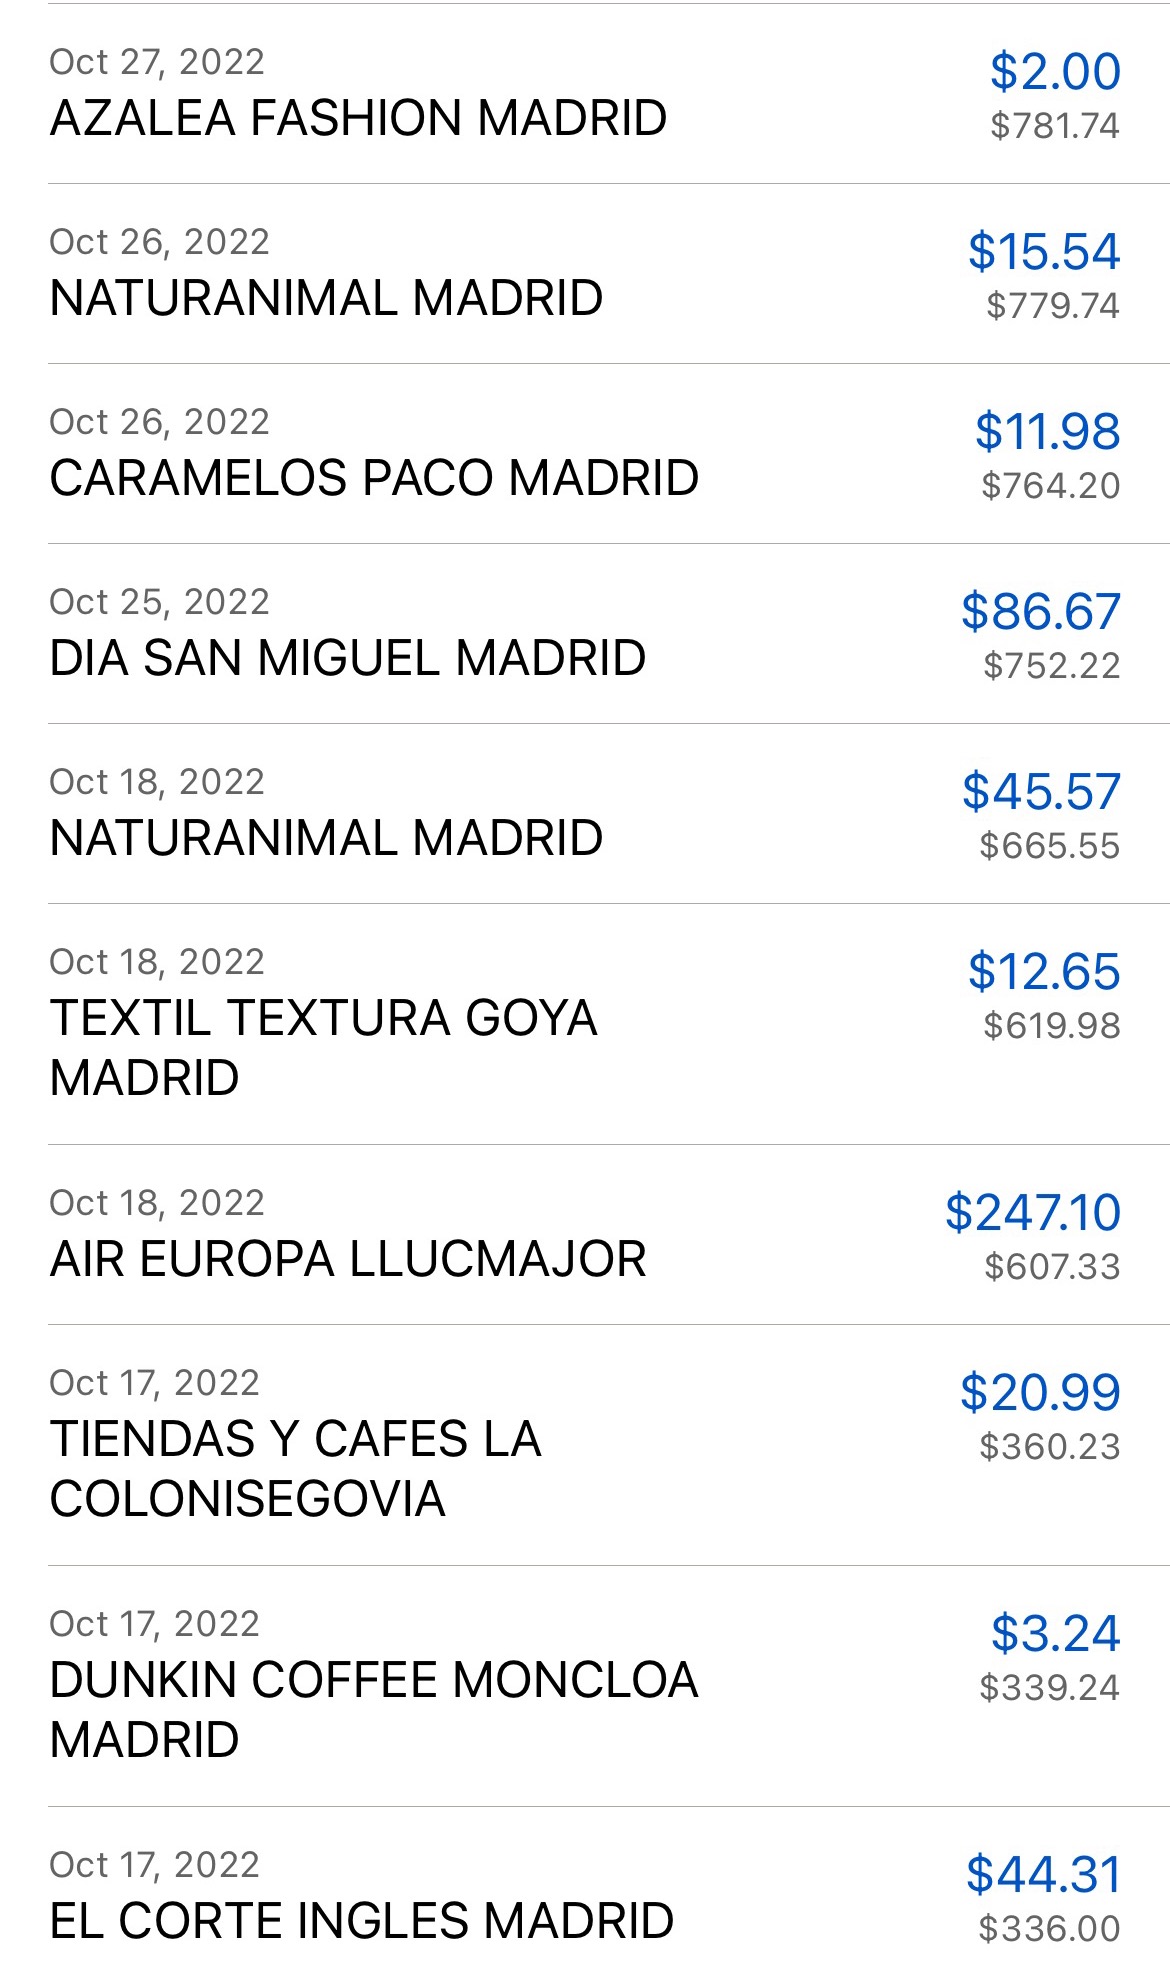 Oct 27, 2022
$2.00
AZALEA FASHION MADRID
$781.74
Oct 26, 2022
$15.54
NATURANIMAL MADRID
$779.74
Oct 26, 2022
$11.98
CARAMELOS PACO MADRID
$764.20
Oct 25, 2022
$86.67
DIA SAN MIGUEL MADRID
$752.22
Oct 18, 2022
$45.57
NATURANIMAL MADRID
$665.55
Oct 18, 2022
$12.65
TEXTIL TEXTURA GOYA
$619.98
MADRID
Oct 18, 2022
$247.10
AIR EUROPA LLUCMAJOR
$607.33
Oct 17, 2022
$20.99
TIENDAS Y CAFES LA
$360.23
COLONISEGOVIA
Oct 17, 2022
$3.24
DUNKIN COFFEE MONCLOA
$339.24
MADRID
Oct 17, 2022
$44.31
EL CORTE INGLES MADRID
$336.00